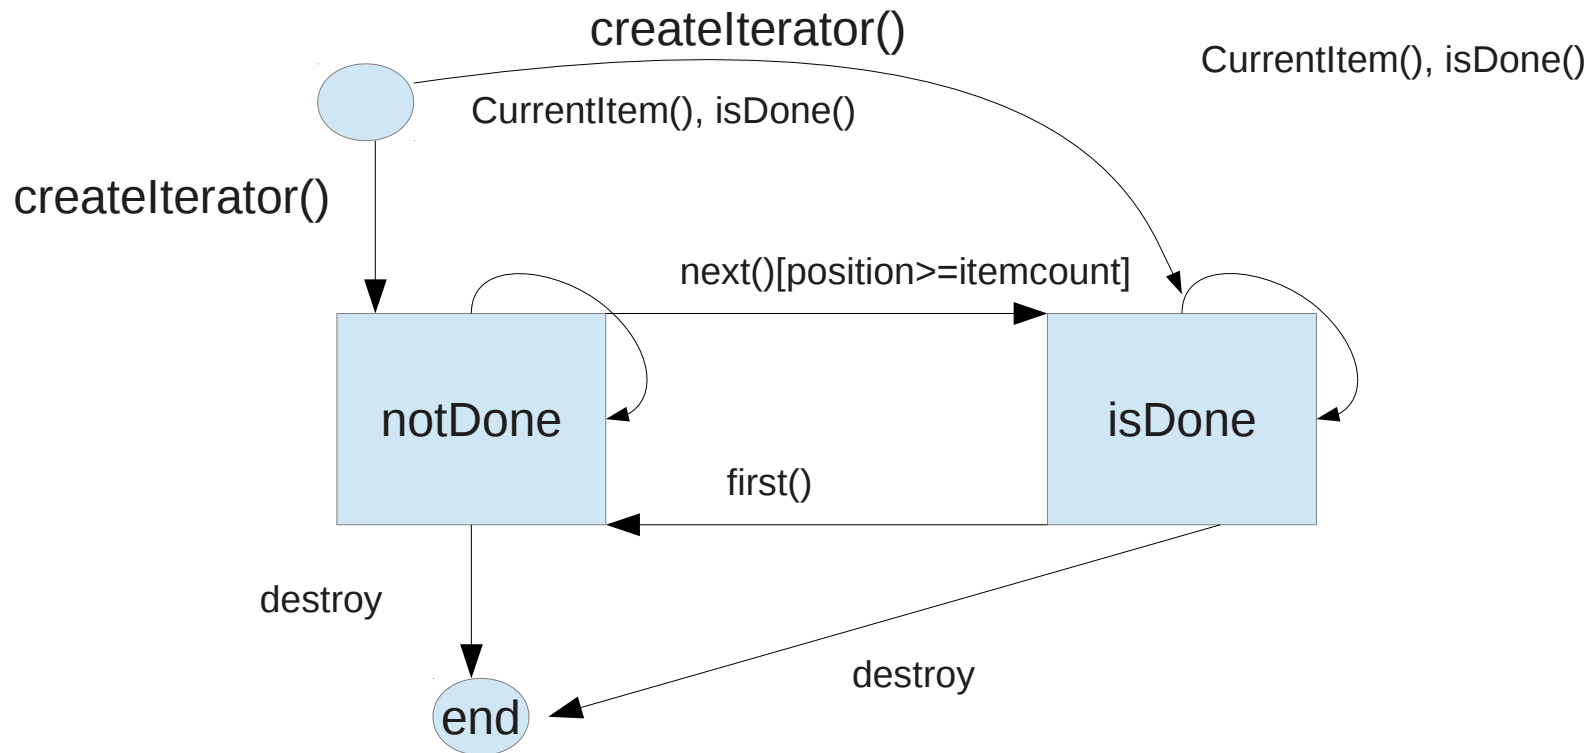 createIterator()
CurrentItem(), isDone()
CurrentItem(), isDone()
createIterator()
next()[position>=itemcount]
notDone
isDone
first()
destroy
destroy
end